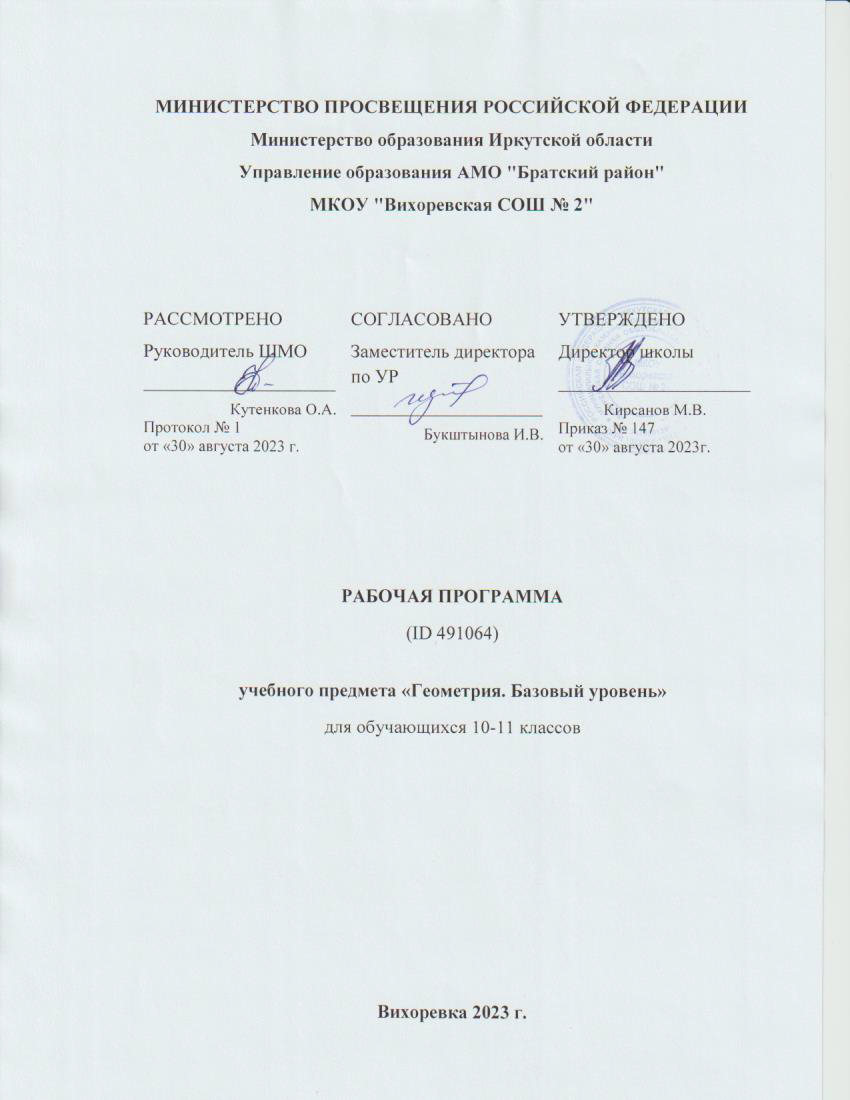 МИНИСТЕРСТВО ПРОСВЕЩЕНИЯ РОССИЙСКОЙ ФЕДЕРАЦИИ
Министерство образования Иркутской области
Управление образования АМО "Братский район"
МКОУ "Вихоревская СОШ № 2"
РАССМОТРЕНО
Руководитель ШМО
Кутенкова О.А.
Протокол № 1
от «30» августа 2023 г.
СОГЛАСОВАНО
Заместитель директора
по УР
Букштынова И.В.
УТВЕРЖДЕНО
Директор школы
Кирсанов М.В.
Приказ № 147
от «30» августа 2023г.
РАБОЧАЯ ПРОГРАММА
(ID 491064)
учебного предмета «Геометрия. Базовый уровень»
для обучающихся 10-11 классов
Вихоревка 2023 г.